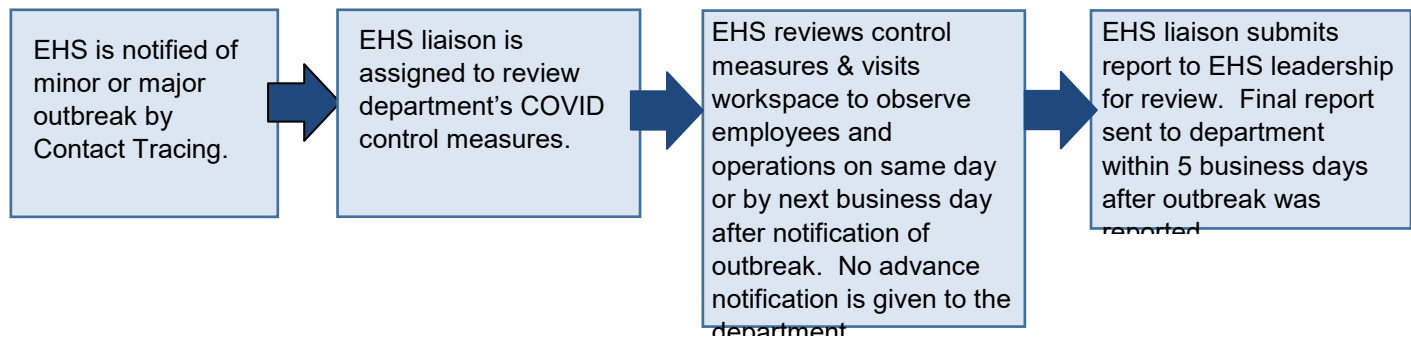 EHS is notified of
minor or major
outbreak by
Contact Tracing.
EHS liaison is
assigned to review
department’s COVID
control measures.
EHS reviews control
measures & visits
workspace to observe
employees and
operations on same day
or by next business day
after notification of
outbreak.  No advance
notification is given to the
department
EHS liaison submits
report to EHS leadership
for review.  Final report
sent to department
within 5 business days
after outbreak was
reported